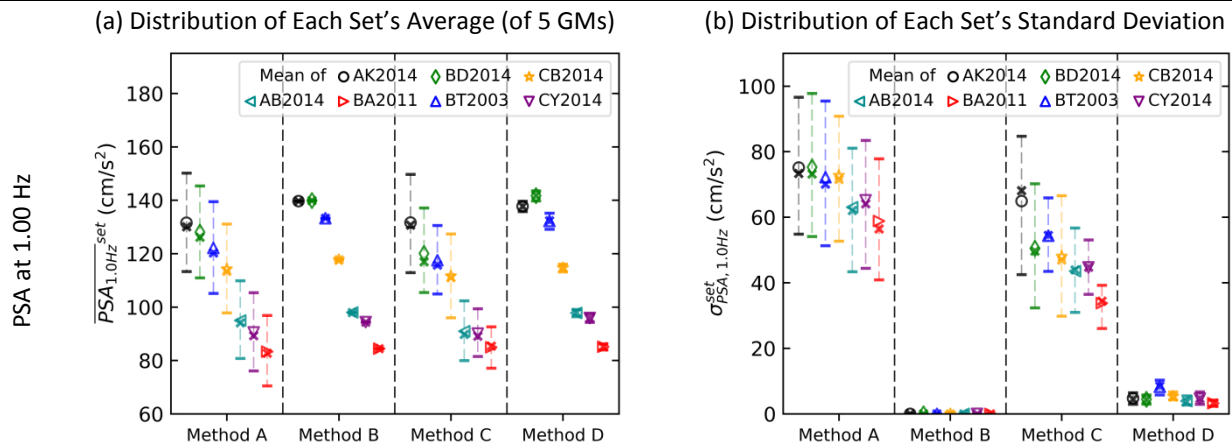 (a) Distribution of Each Set's Average (of 5 GMs)
PSA at 1.00 Hz
PSA1.0Hz^set (cm/s²)
180
160
140
120
100
80
60
Mean of AK2014 BD2014 CB2014
AB2014 BA2011 BT2003 CY2014
Method A Method B Method C Method D
(b) Distribution of Each Set's Standard Deviation
σ^set PSA, 1.0Hz (cm/s²)
100
80
60
40
20
0
Mean of AK2014 BD2014 CB2014
AB2014 BA2011 BT2003 CY2014
Method A Method B Method C Method D